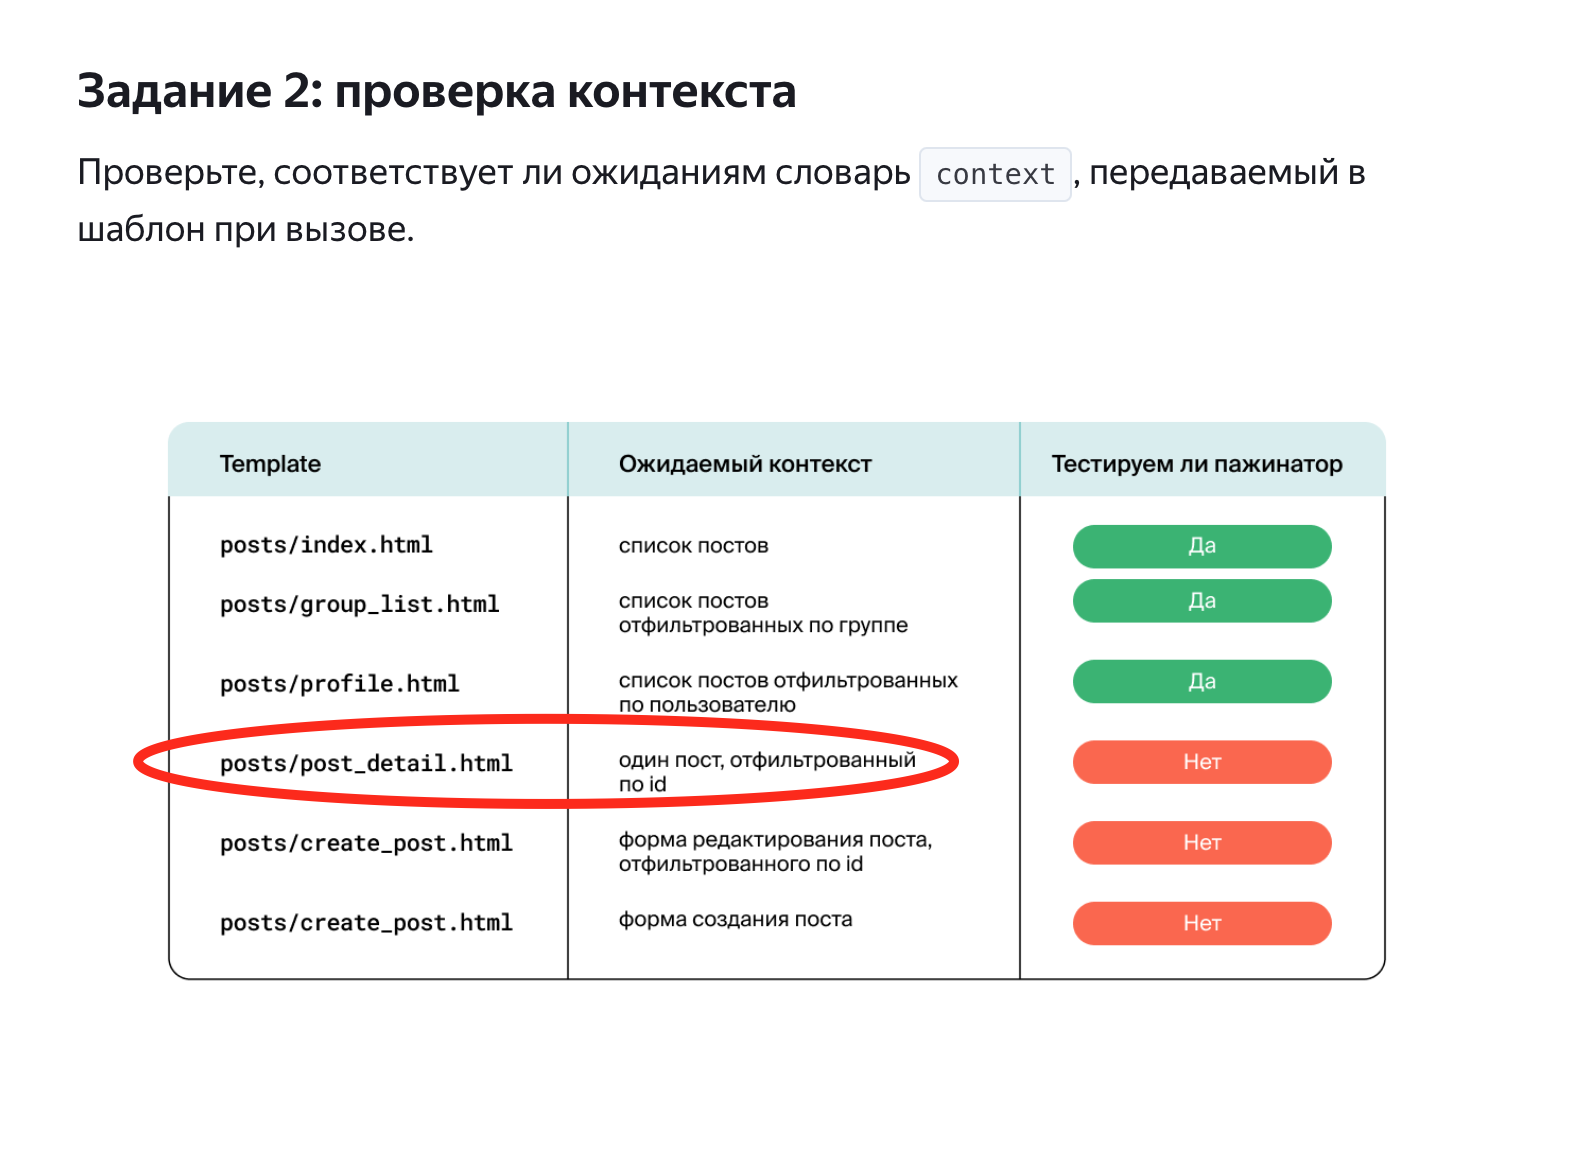 Задание 2: проверка контекста
Проверьте, соответствует ли ожиданиям словарь context, передаваемый в
шаблон при вызове.
Template Ожидаемый контекст Тестируем ли пажинатор
posts/index.html список постов Да
posts/group_list.html список постов Да
отфильтрованных по группе
posts/profile.html список постов отфильтрованных Да
по пользователю
posts/post_detail.html один пост, отфильтрованный Нет
по id
posts/create_post.html форма редактирования поста, Нет
отфильтрованного по id
posts/create_post.html форма создания поста Нет